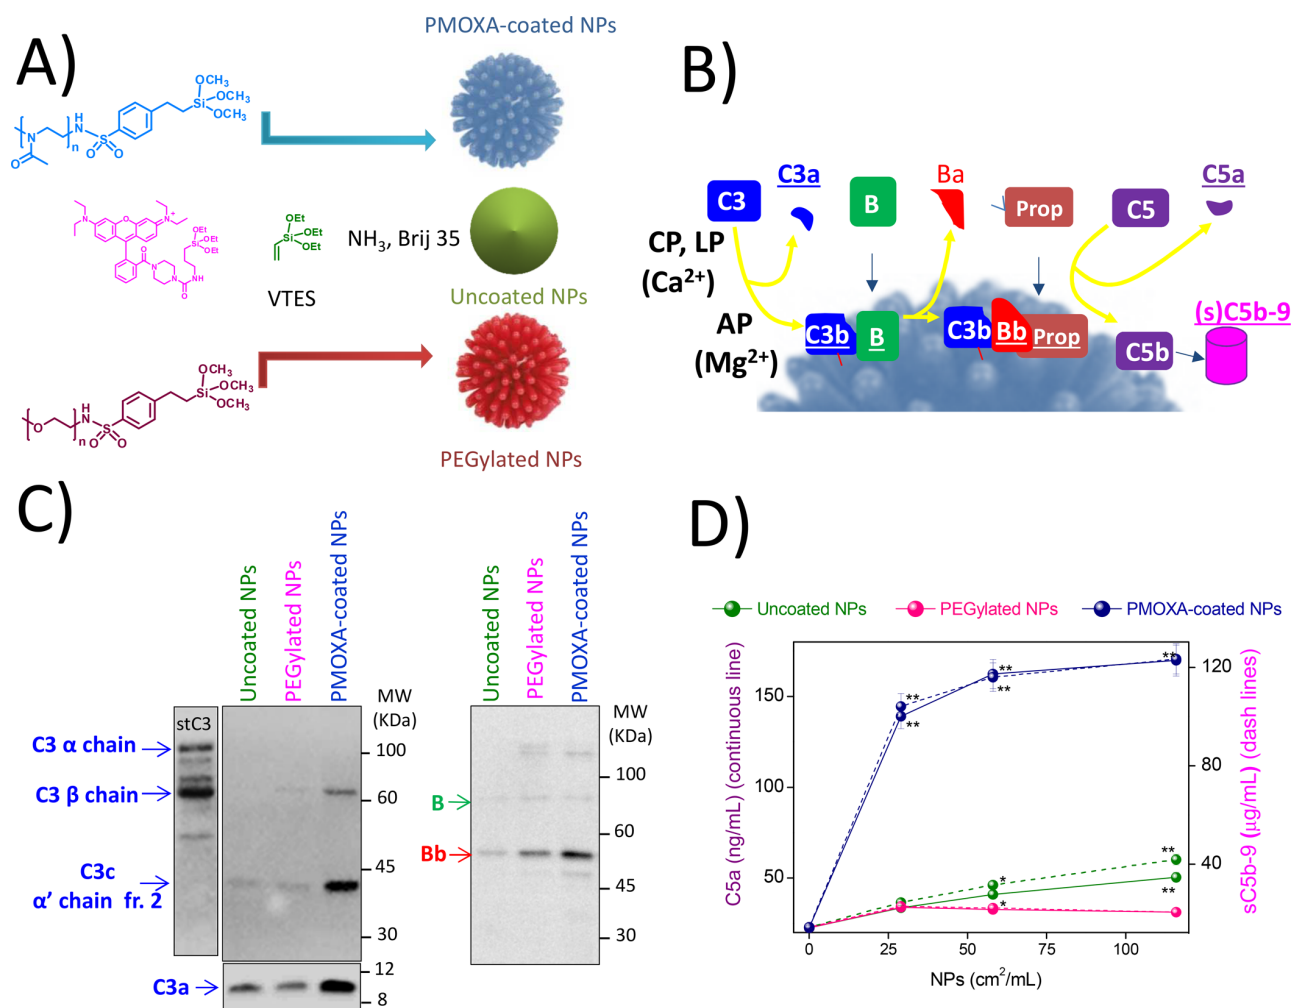 A)
PMOXA-coated NPs
OCH3
Si-OCH3
OCH3
H
N
S
O O
N
n
O
N
O
N+
OEt
Si-OEt
OEt
O
N
N
NH
O
OEt
Si-OEt
OEt
VTES
NH3, Brij 35
Uncoated NPs
OCH3
Si-OCH3
OCH3
H
N
S
O O
O
n
PEGylated NPs
B)
C3
C3a
B
Ba
Prop
C5
C5a
CP, LP
(Ca2+)
AP
(Mg2+)
C3b
B
C3b
Bb
Prop
C5b
(s)C5b-9
C)
Uncoated NPs
PEGylated NPs
PMOXA-coated NPs
MW
(KDa)
stC3
C3 α chain
C3 β chain
C3c
α’ chain fr. 2
C3a
100
60
45
30
12
8
Uncoated NPs
PEGylated NPs
PMOXA-coated NPs
MW
(KDa)
B
Bb
100
60
45
30
D)
Uncoated NPs
PEGylated NPs
PMOXA-coated NPs
C5a (ng/mL) (continuous line)
150
100
50
sC5b-9 (μg/mL) (dash lines)
120
80
40
**
**
**
**
**
*
*
**
**
0
25
50
75
100
NPs (cm2/mL)